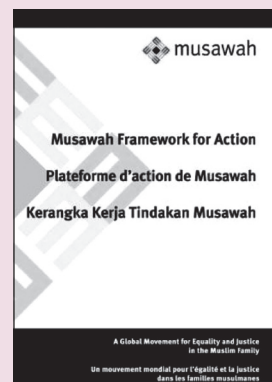 musawah
Musawah Framework for Action
Plateforme d'action de Musawah
Kerangka Kerja Tindakan Musawah
A Global Movement for Equality and Justice
in the Muslim Family
Un mouvement mondial pour l'égalité et la justice
dans les familles musulmanes